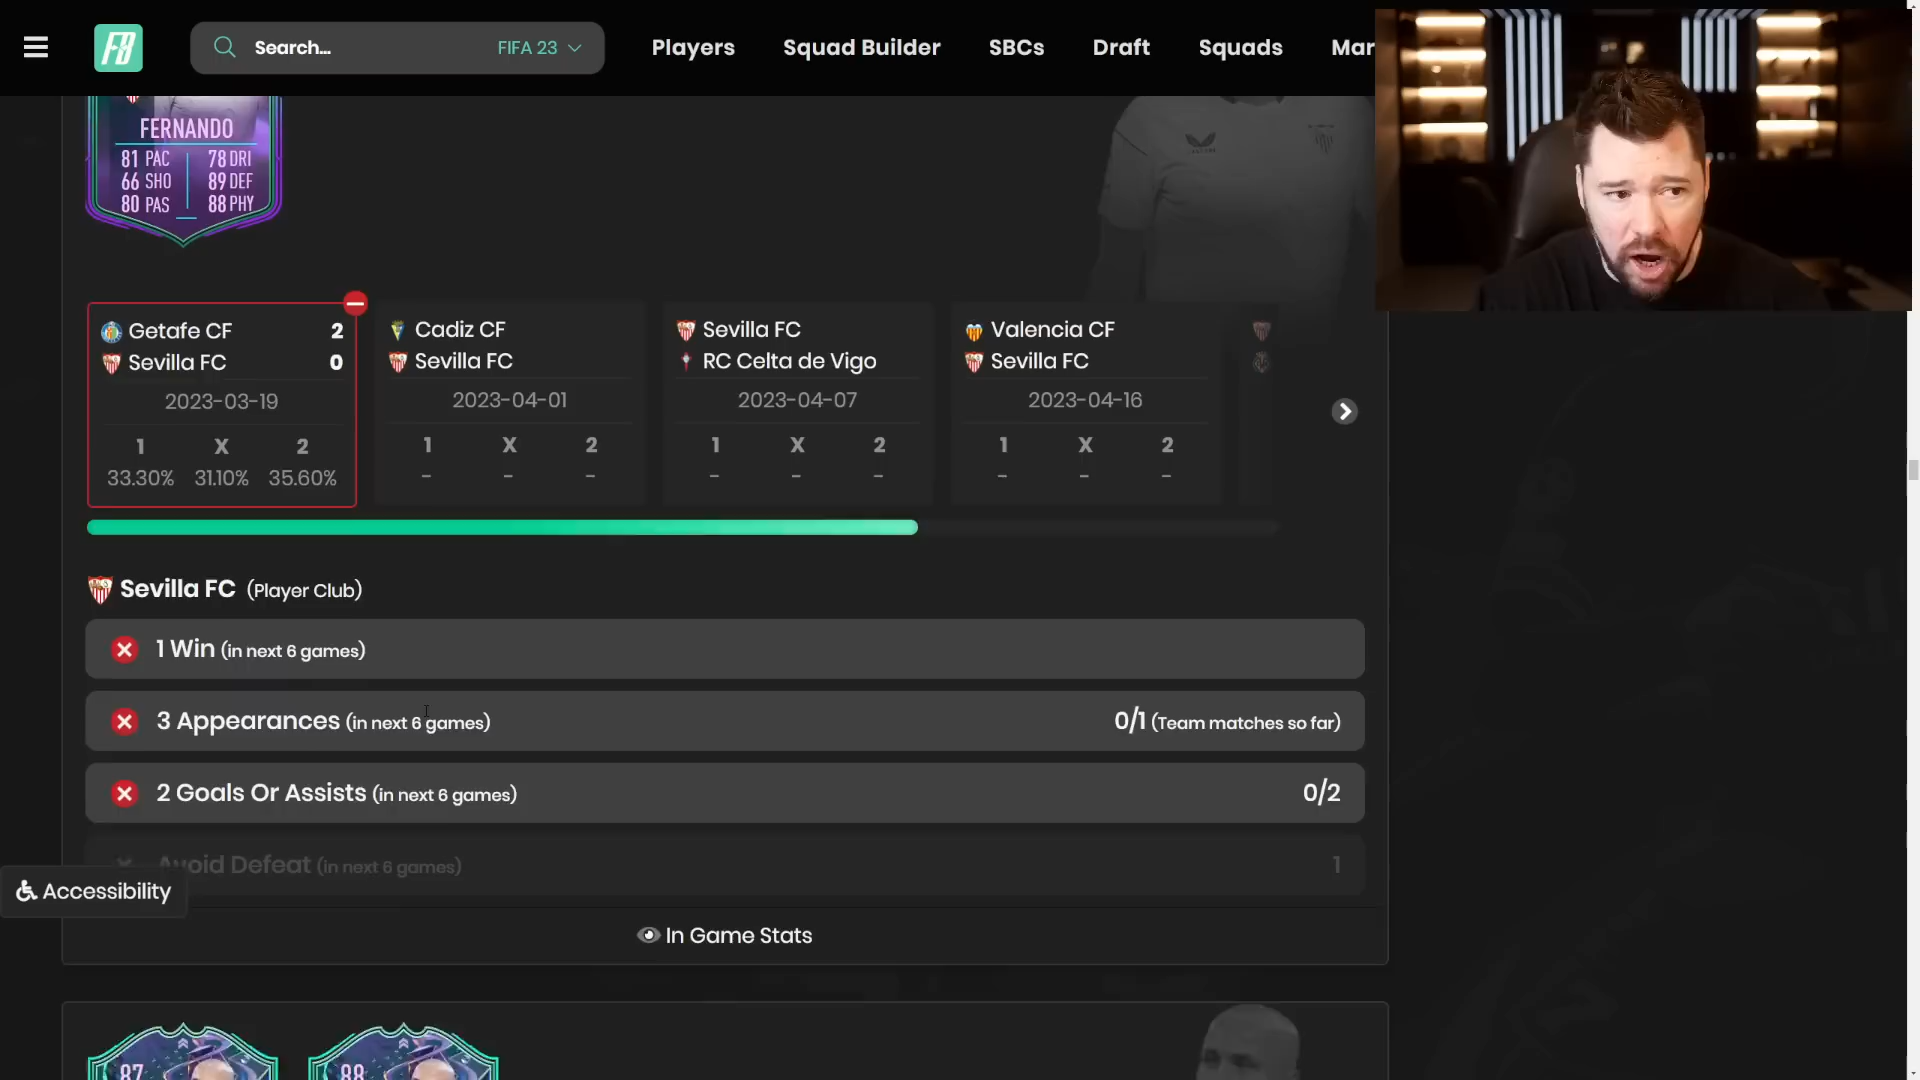 Search...
FIFA 23
Players
Squad Builder
SBCs
Draft
Squads
Mar
FERNANDO
81 PAC 78 DRI
66 SHO 89 DEF
80 PAS 88 PHY
Getafe CF 2
Sevilla FC 0
2023-03-19
1 X 2
33.30% 31.10% 35.60%
Cadiz CF
Sevilla FC
2023-04-01
1 X 2
- - -
Sevilla FC
RC Celta de Vigo
2023-04-07
1 X 2
- - -
Valencia CF
Sevilla FC
2023-04-16
1 X 2
- - -
Sevilla FC (Player Club)
1 Win (in next 6 games)
3 Appearances (in next 6 games) 0/1 (Team matches so far)
2 Goals Or Assists (in next 6 games) 0/2
Avoid Defeat (in next 6 games) 1
Accessibility
In Game Stats
87 88